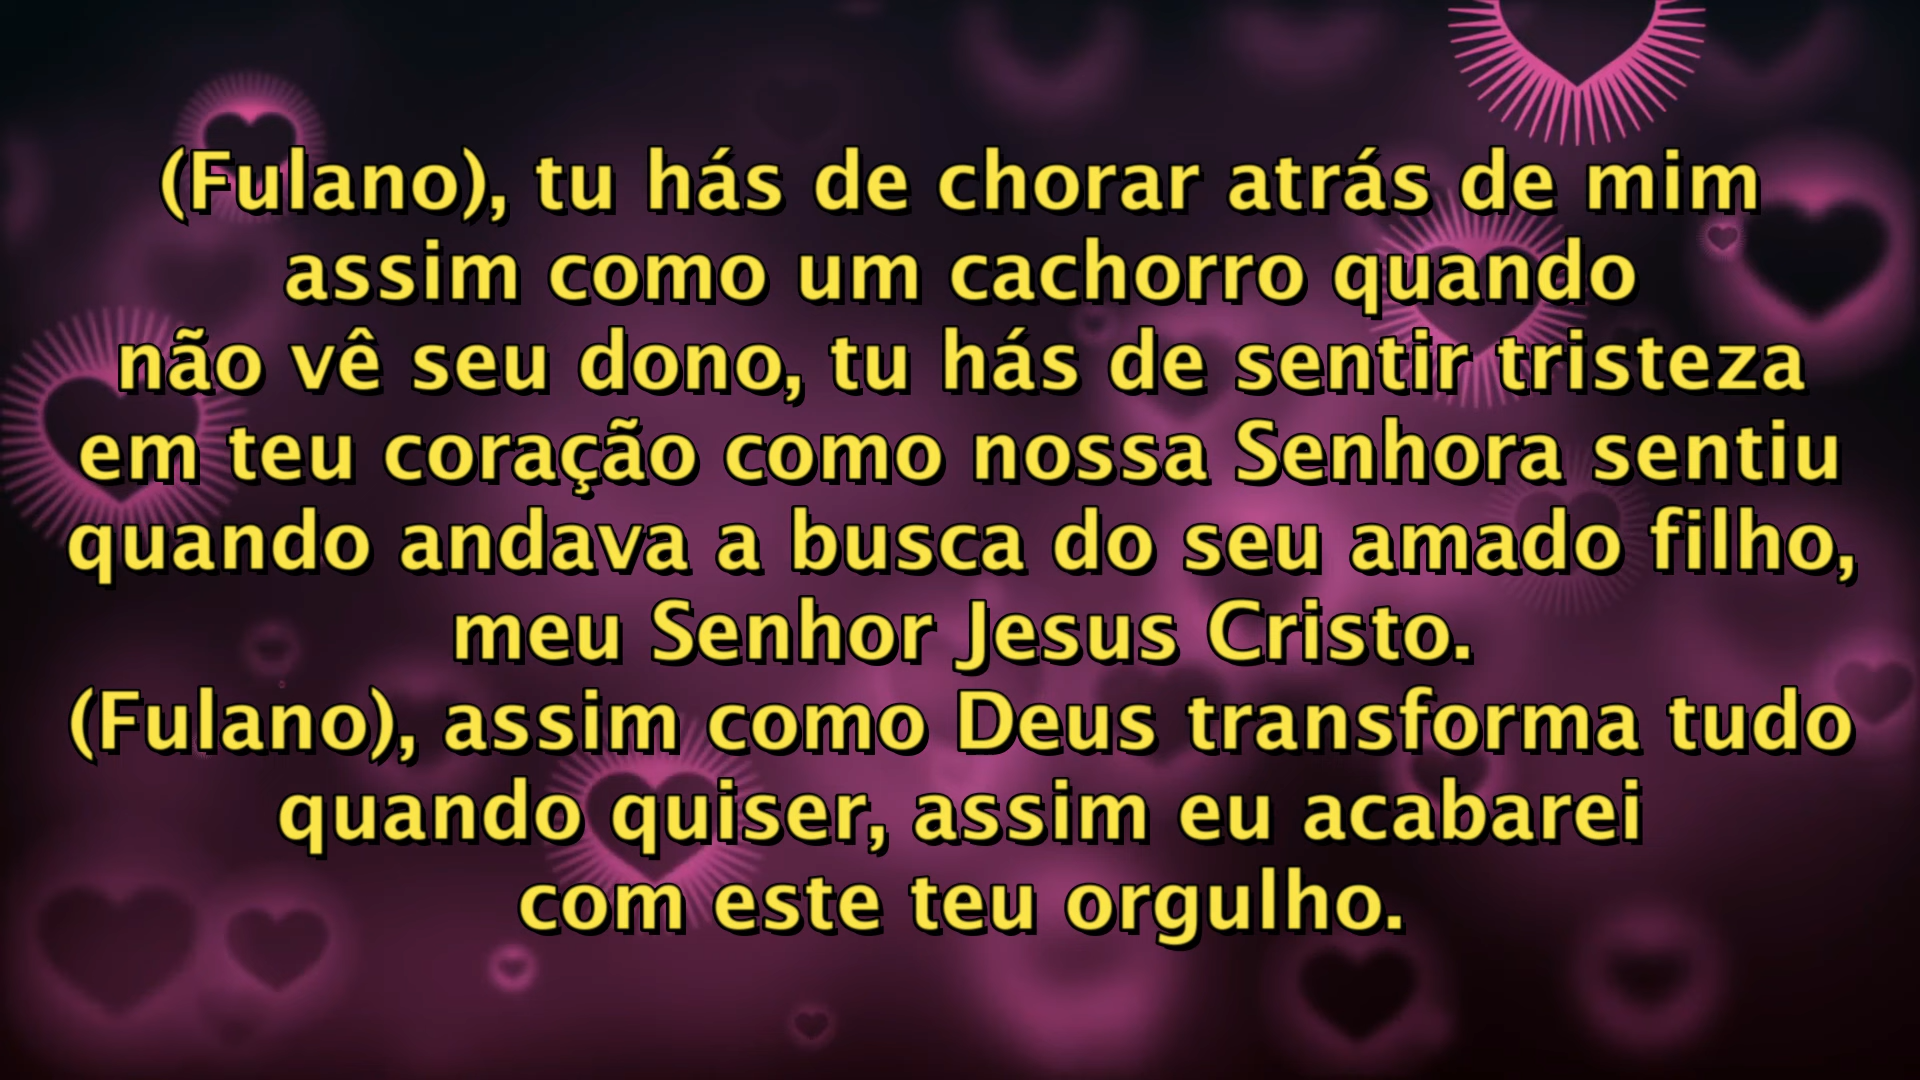 (Fulano), tu hás de chorar atrás de mim
assim como um cachorro quando
não vê seu dono, tu hás de sentir tristeza
em teu coração como nossa Senhora sentiu
quando andava a busca do seu amado filho,
meu Senhor Jesus Cristo.
(Fulano), assim como Deus transforma tudo
quando quiser, assim eu acabarei
com este teu orgulho.